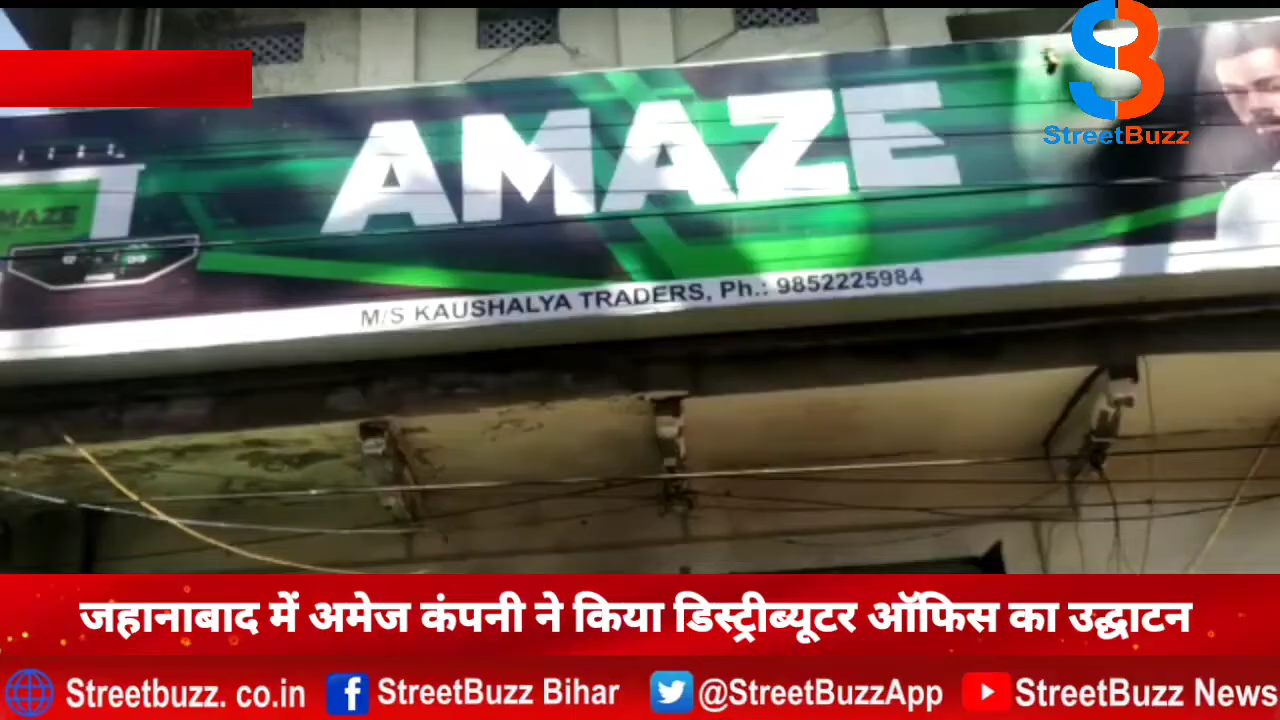 StreetBuzz
AMAZE
AMAZE
M/S KAUSHALYA TRADERS, Ph.: 9852225984
जहानाबाद में अमेज कंपनी ने किया डिस्ट्रीब्यूटर ऑफिस का उद्घाटन
Streetbuzz. co.in StreetBuzz Bihar @StreetBuzzApp StreetBuzz News